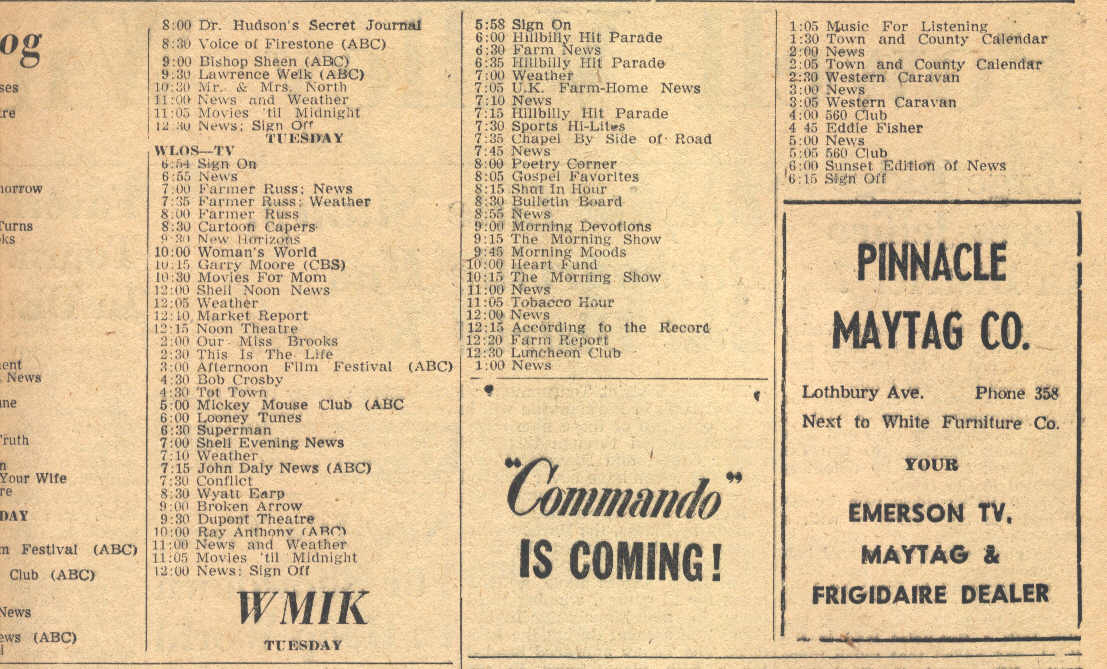 og
ses
re
orrow
Turns
ks
ent
News
ne
Truth
n
Your Wife
re
DAY
m Festival (ABC)
Club (ABC)
News
ews (ABC)
8:00 Dr. Hudson's Secret Journal
8:30 Voice of Firestone (ABC)
9:00 Bishop Sheen (ABC)
9:30 Lawrence Welk (ABC)
10:30 Mr. & Mrs. North
11:00 News and Weather
11:05 Movies 'til Midnight
12:30 News; Sign Off
TUESDAY
WLOS—TV
6:54 Sign On
6:55 News
7:00 Farmer Russ; News
7:35 Farmer Russ; Weather
8:00 Farmer Russ
8:30 Cartoon Capers
9:30 New Horizons
10:00 Woman's World
10:15 Garry Moore (CBS)
10:30 Movies For Mom
12:00 Shell Noon News
12:05 Weather
12:10 Market Report
12:15 Noon Theatre
2:00 Our Miss Brooks
2:30 This Is The Life
3:00 Afternoon Film Festival (ABC)
4:30 Bob Crosby
4:30 Tot Town
5:00 Mickey Mouse Club (ABC
6:00 Looney Tunes
6:30 Superman
7:00 Shell Evening News
7:10 Weather
7:15 John Daly News (ABC)
7:30 Conflict
8:30 Wyatt Earp
9:00 Broken Arrow
9:30 Dupont Theatre
10:00 Ray Anthony (ABC)
11:00 News and Weather
11:05 Movies 'til Midnight
12:00 News; Sign Off
WMIK
TUESDAY
5:58 Sign On
6:00 Hillbilly Hit Parade
6:30 Farm News
6:35 Hillbilly Hit Parade
7:00 Weather
7:05 U.K. Farm-Home News
7:10 News
7:15 Hillbilly Hit Parade
7:30 Sports Hi-Lites
7:35 Chapel By Side of Road
7:45 News
8:00 Poetry Corner
8:05 Gospel Favorites
8:15 Shut In Hour
8:30 Bulletin Board
8:55 News
9:00 Morning Devotions
9:15 The Morning Show
9:45 Morning Moods
10:00 Heart Fund
10:15 The Morning Show
11:00 News
11:05 Tobacco Hour
12:00 News
12:15 According to the Record
12:20 Farm Report
12:30 Luncheon Club
1:00 News
"Commando"
IS COMING!
1:05 Music For Listening
1:30 Town and County Calendar
2:00 News
2:05 Town and County Calendar
2:30 Western Caravan
3:00 News
3:05 Western Caravan
4:00 560 Club
4 45 Eddie Fisher
5:00 News
5:05 560 Club
6:00 Sunset Edition of News
6:15 Sign Off
PINNACLE
MAYTAG CO.
Lothbury Ave. Phone 358
Next to White Furniture Co.
YOUR
EMERSON TV,
MAYTAG &
FRIGIDAIRE DEALER